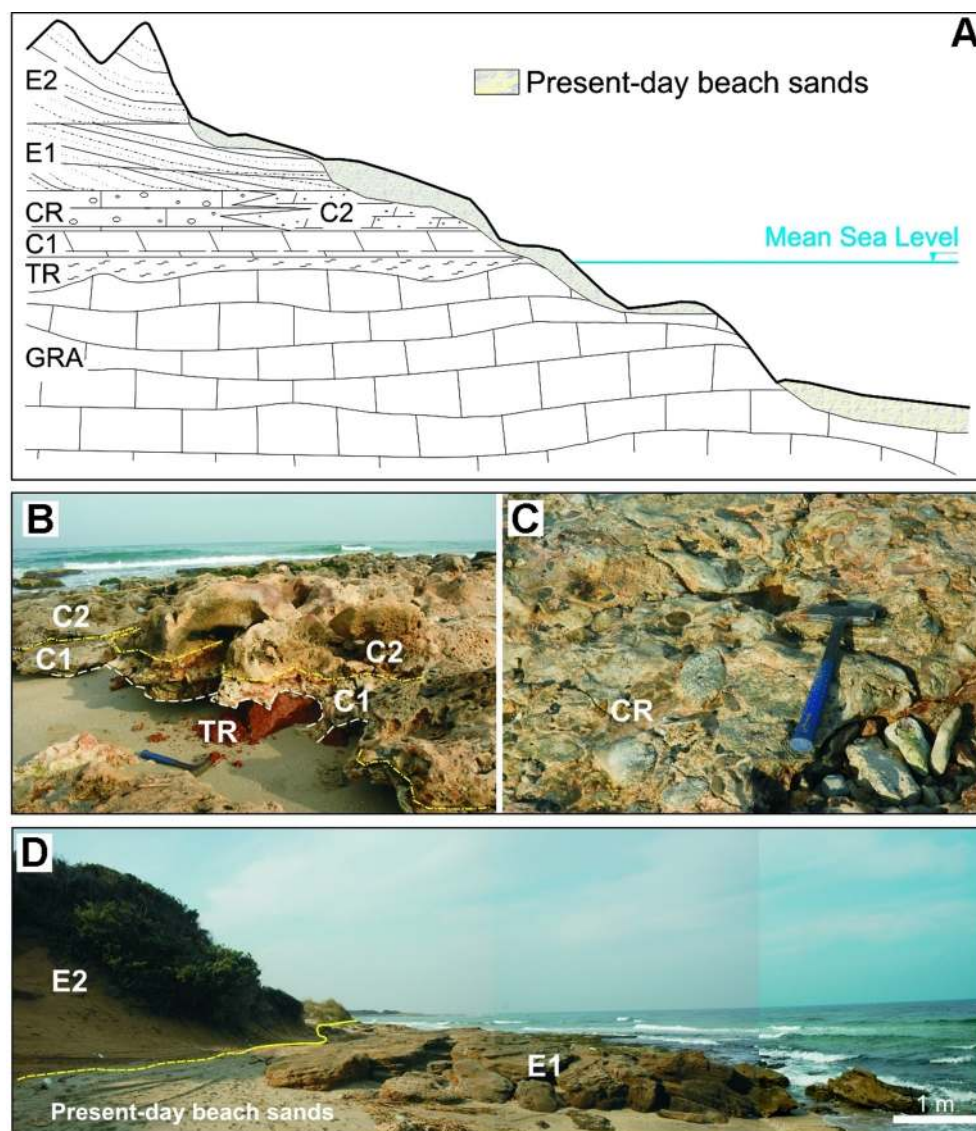 A
E2
Present-day beach sands
E1
CR
C2
C1
Mean Sea Level
TR
GRA
B
C
C2
C1
C2
C1
TR
CR
D
E2
E1
Present-day beach sands
1 m